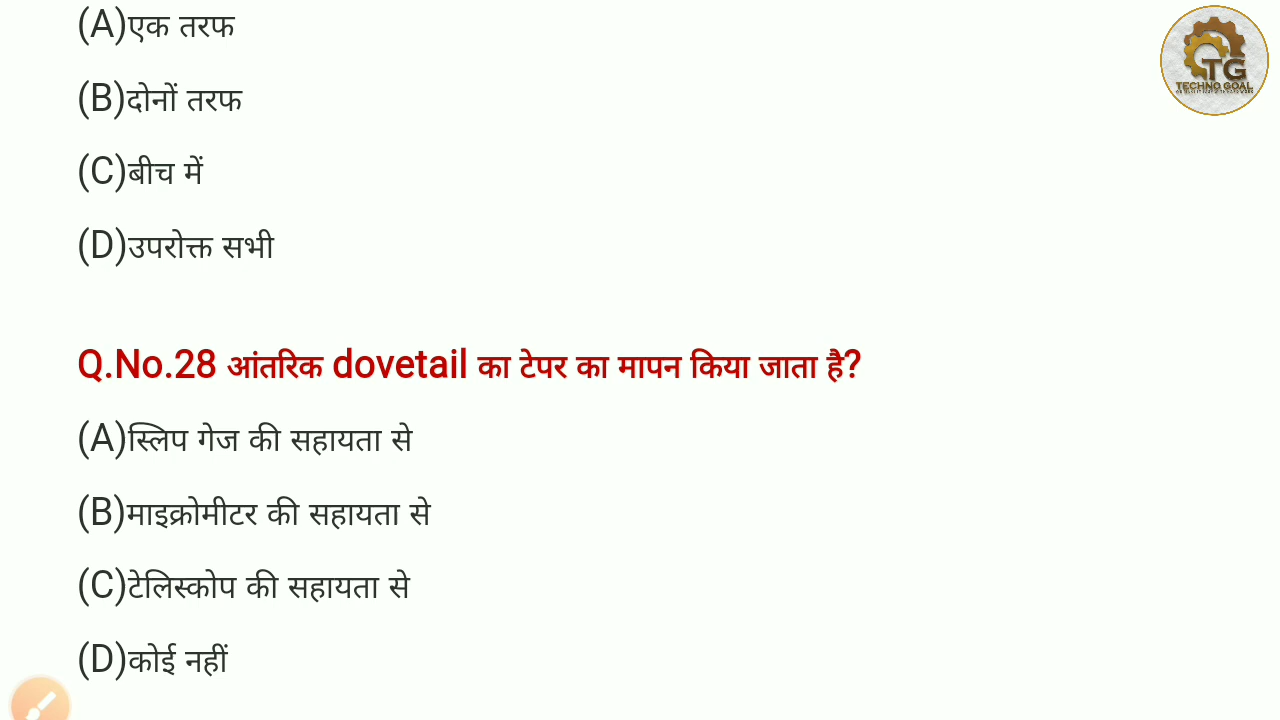 (A)एक तरफ
TG
TECHNO GOAL
(B)दोनों तरफ
(C)बीच में
(D)उपरोक्त सभी
Q.No.28 आंतरिक dovetail का टेपर का मापन किया जाता है?
(A)स्लिप गेज की सहायता से
(B)माइक्रोमीटर की सहायता से
(C)टेलिस्कोप की सहायता से
(D)कोई नहीं